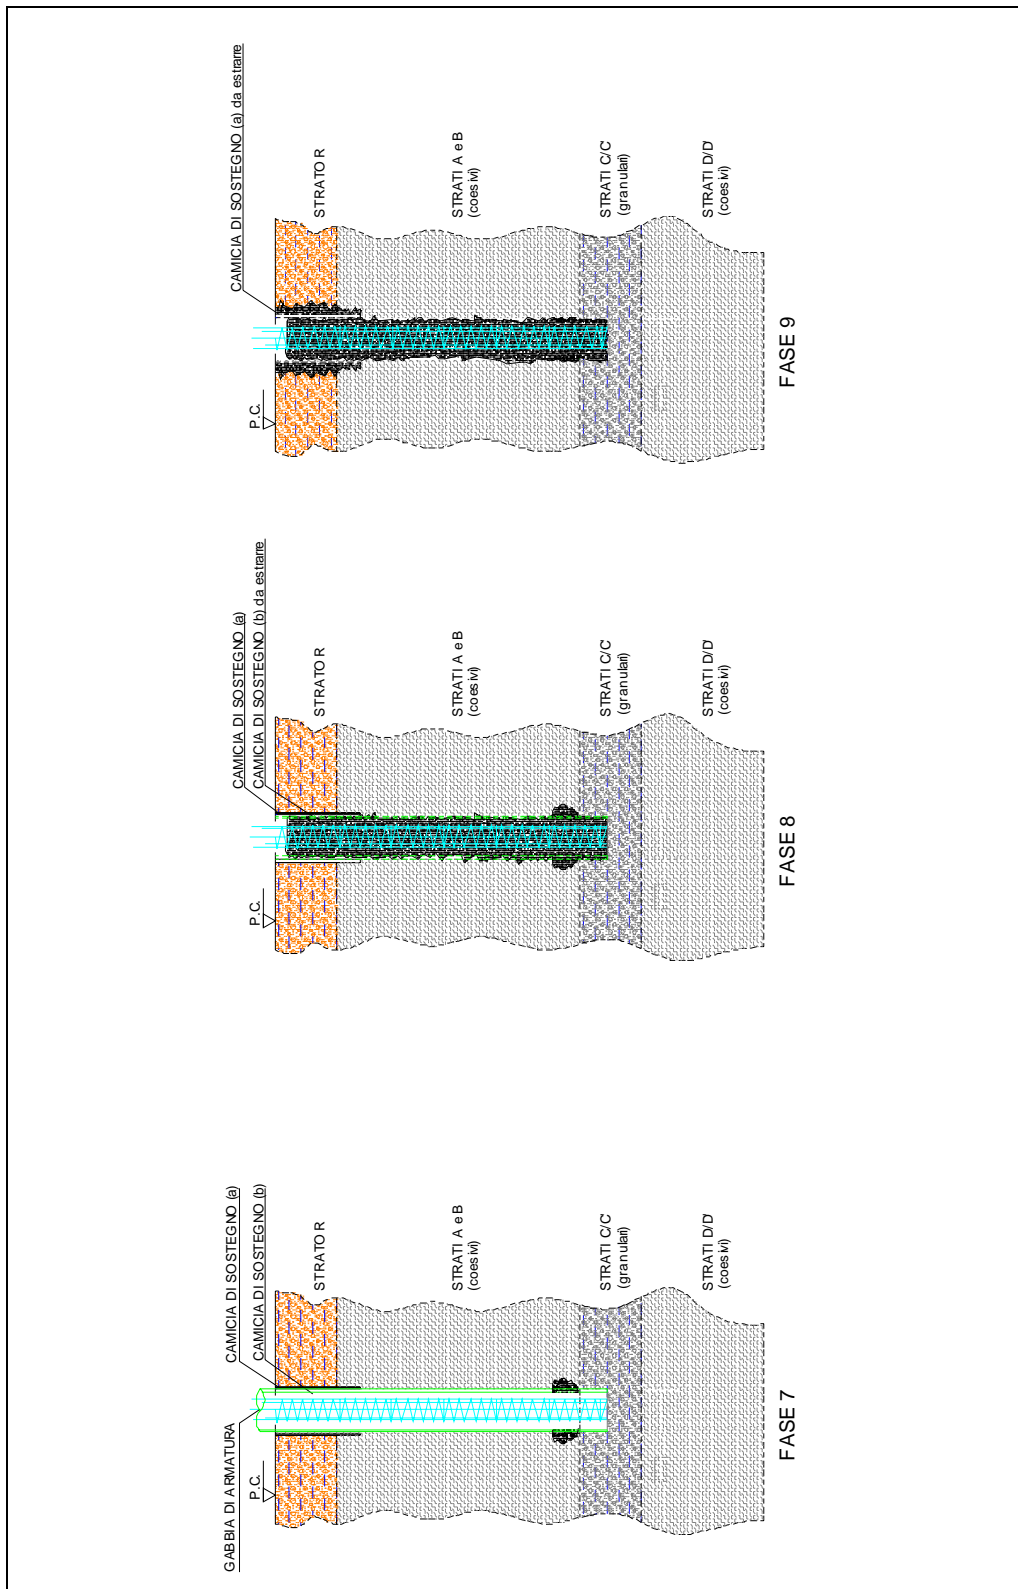 GABBIA DI ARMATURA
CAMICIA DI SOSTEGNO (a)
CAMICIA DI SOSTEGNO (b)
P.C.
STRATO R
STRATI A e B
(coesivi)
STRATI C/C'
(granulari)
STRATI D/D'
(coesivi)
FASE 7
CAMICIA DI SOSTEGNO (a)
CAMICIA DI SOSTEGNO (b) da estrarre
P.C.
STRATO R
STRATI A e B
(coesivi)
STRATI C/C'
(granulari)
STRATI D/D'
(coesivi)
FASE 8
CAMICIA DI SOSTEGNO (a) da estrarre
P.C.
STRATO R
STRATI A e B
(coesivi)
STRATI C/C'
(granulari)
STRATI D/D'
(coesivi)
FASE 9